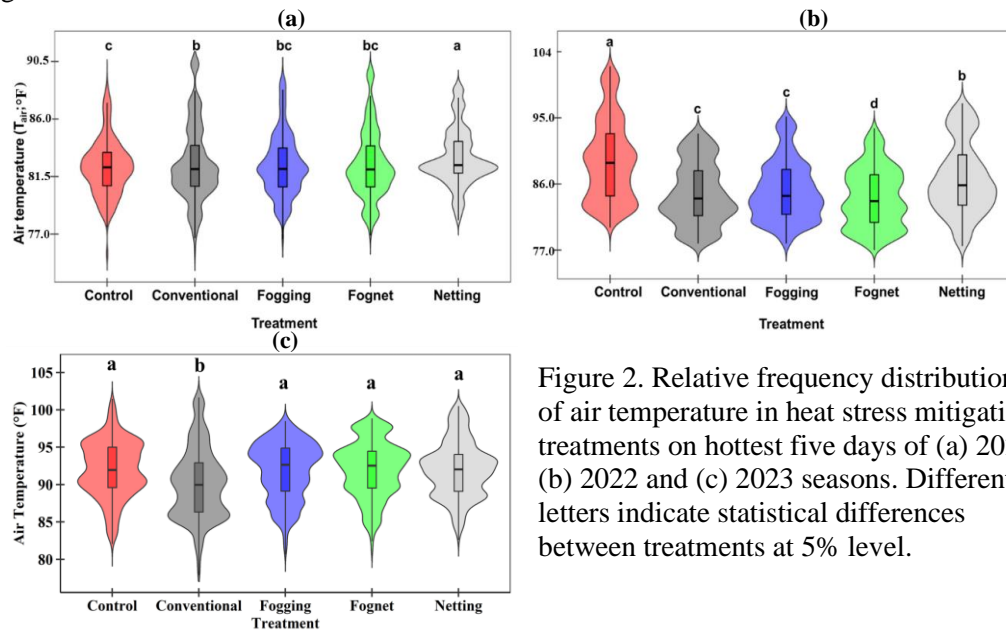 (a)
c b bc bc a
90.5
86.0
81.5
77.0
Air temperature (Tair;°F)
Control Conventional Fogging Fognet Netting
Treatment
(b)
a c c d b
104
95.0
86.0
77.0
Control Conventional Fogging Fognet Netting
Treatment
(c)
a b a a a
105
100
95
90
85
80
Air Temperature (°F)
Control Conventional Fogging Fognet Netting
Treatment
Figure 2. Relative frequency distribution
of air temperature in heat stress
treatments on hottest five days of (a)
(b) 2022 and (c) 2023 seasons. Different
letters indicate statistical differences
between treatments at 5% level.